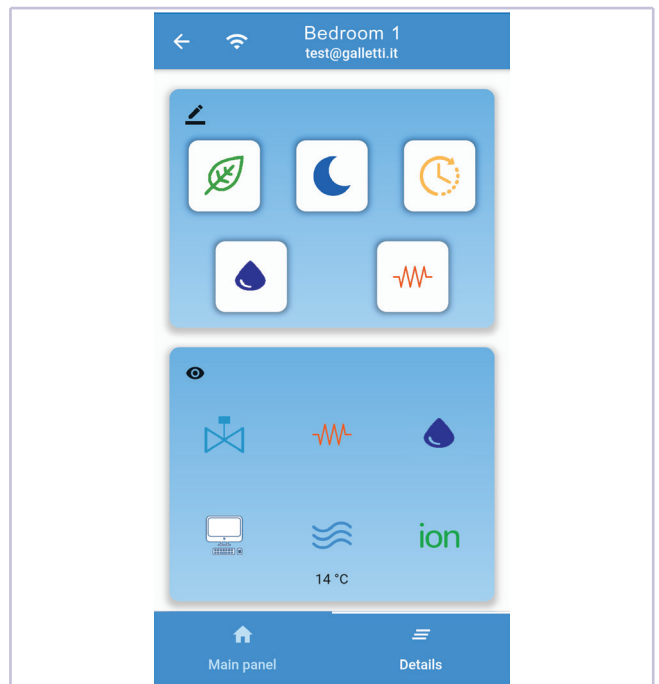 Bedroom 1
test@galletti.it
ion
14 °C
Main panel
Details